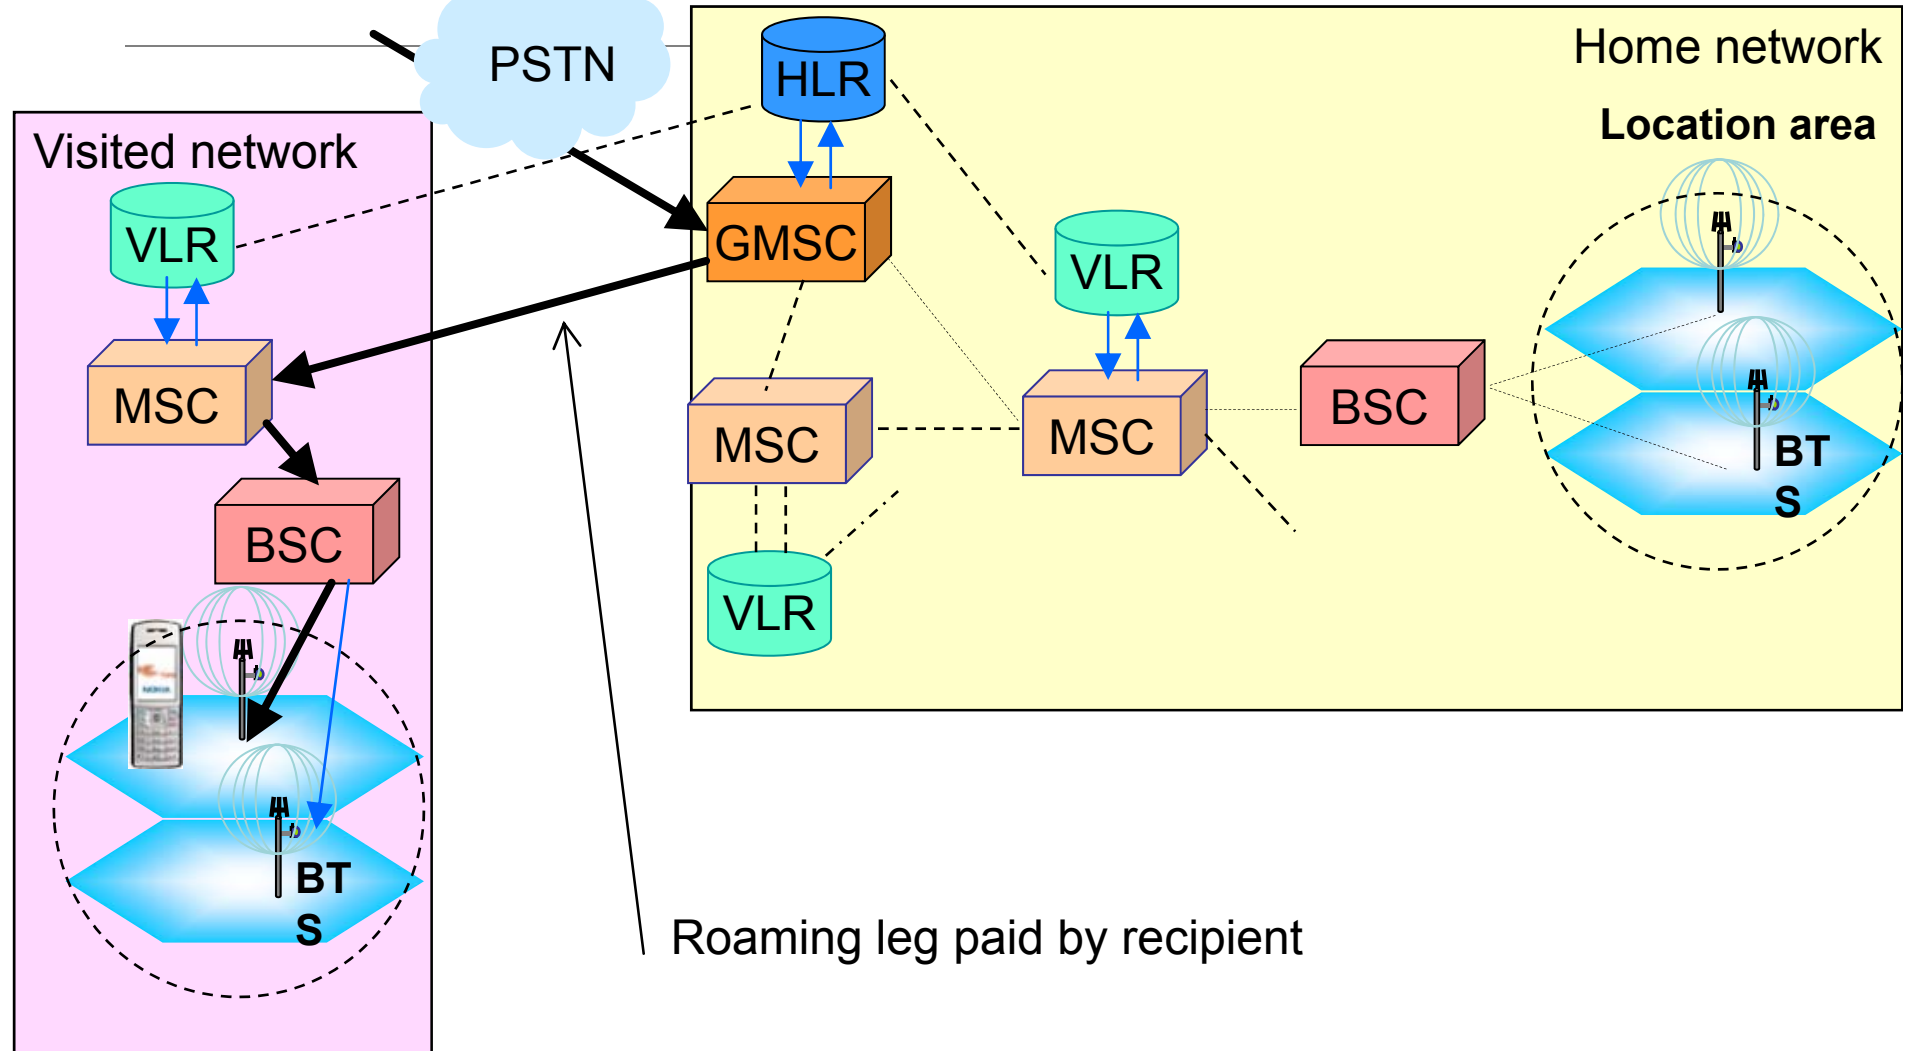 PSTN
HLR
Home network
Location area
Visited network
VLR
GMSC
VLR
MSC
MSC
MSC
BSC
BT
S
BSC
VLR
NOKIA
BT
S
Roaming leg paid by recipient